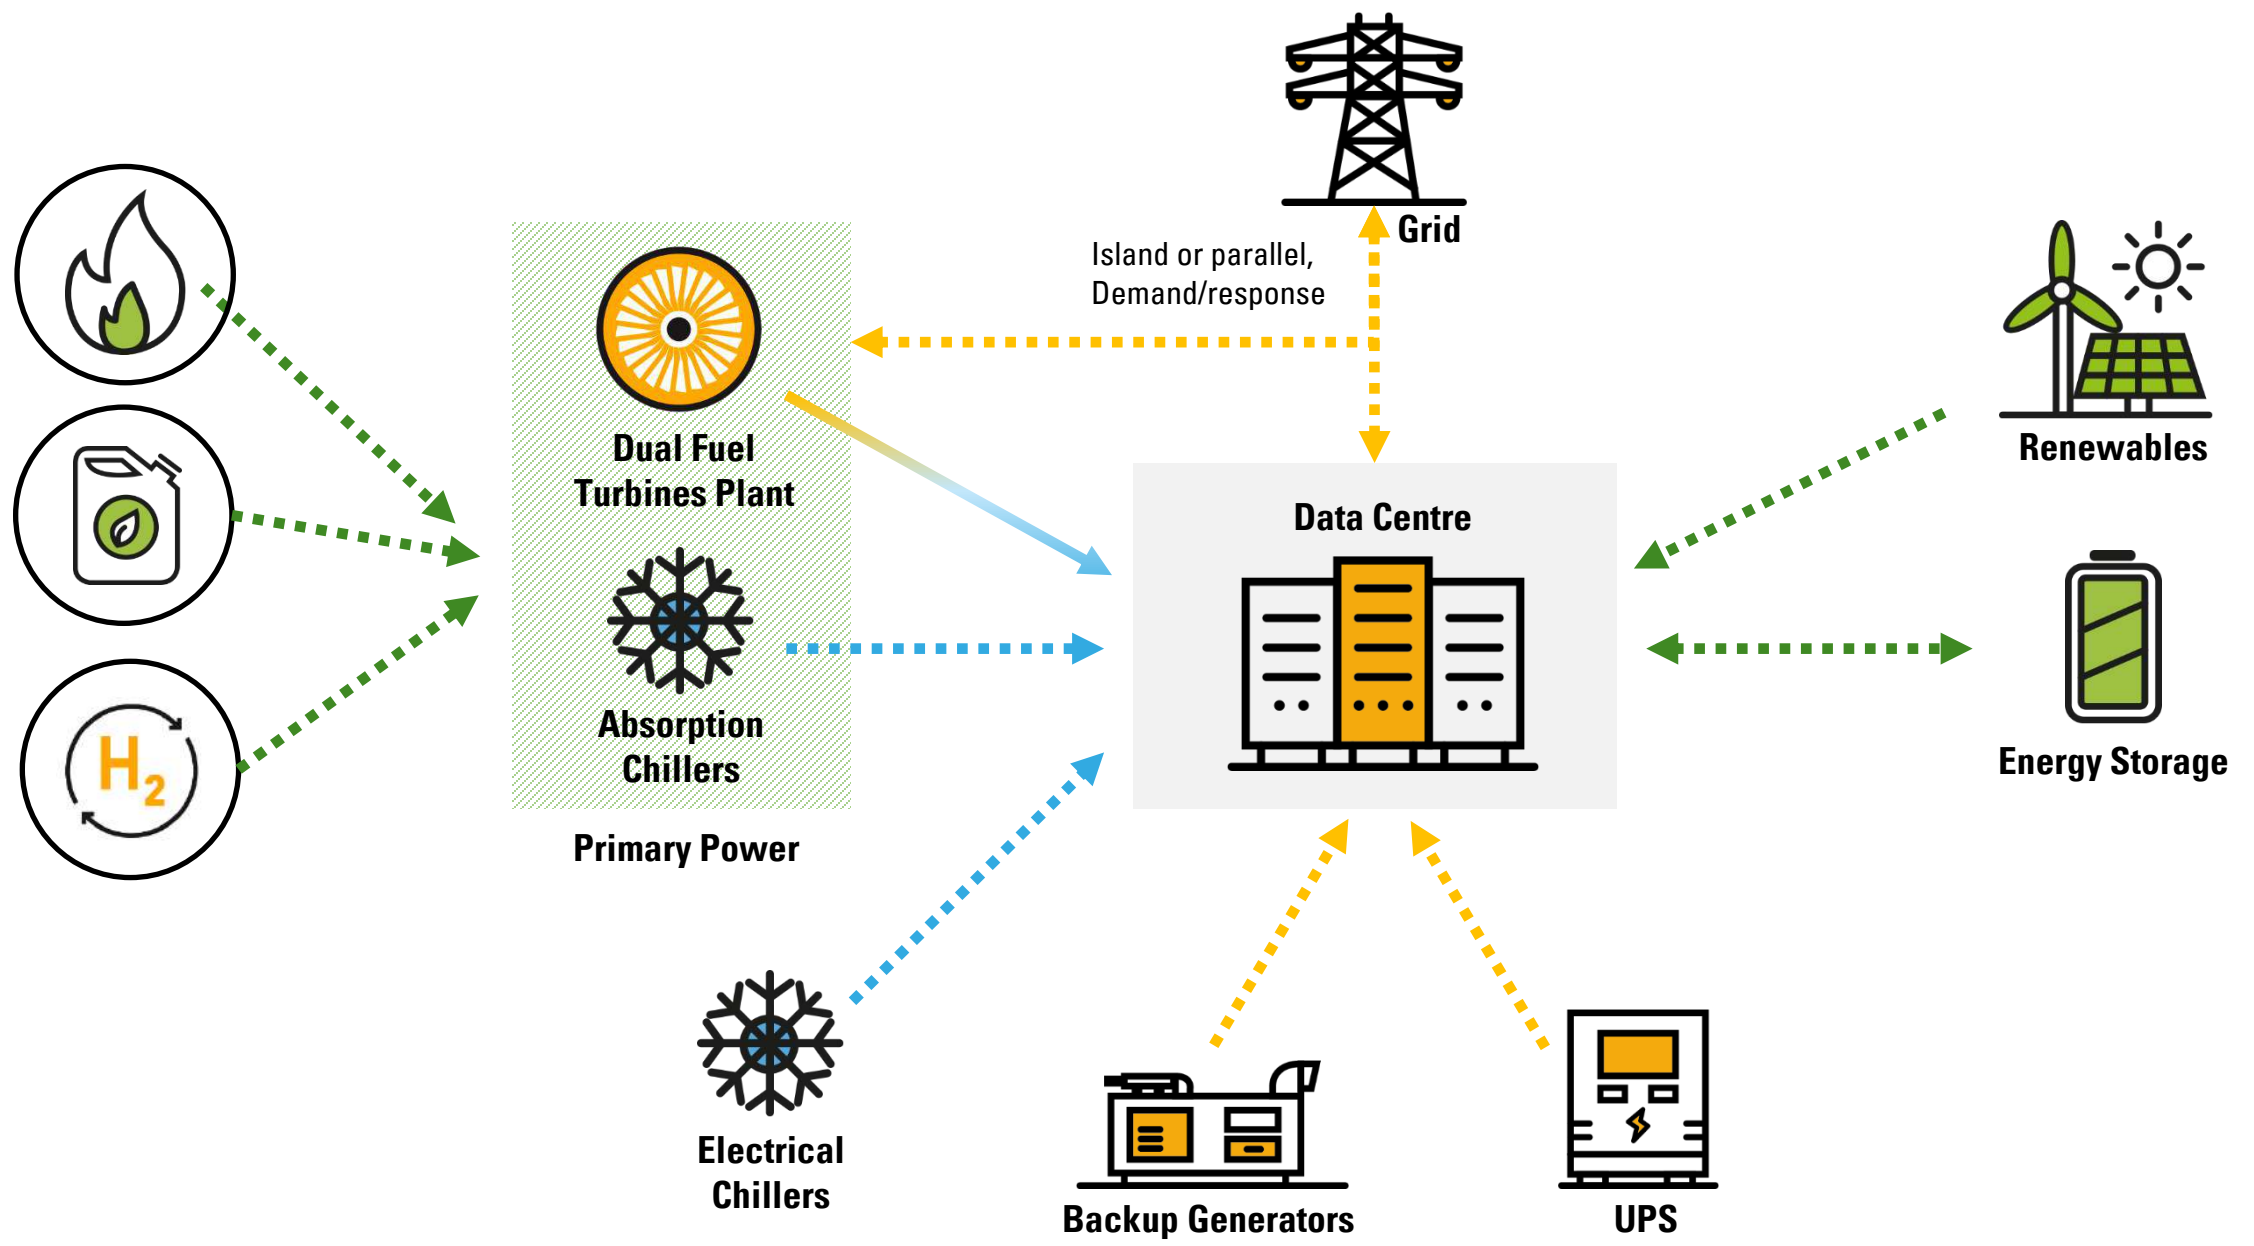 Grid
Island or parallel,
Demand/response
Dual Fuel
Turbines Plant
Renewables
Data Centre
H2
Absorption
Chillers
Energy Storage
Primary Power
Electrical
Chillers
Backup Generators
UPS